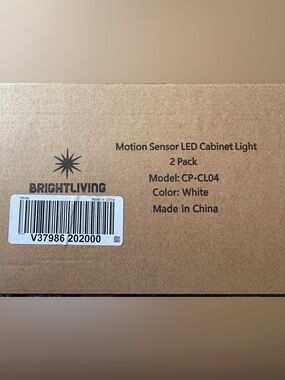 Motion Sensor LED Cabinet Light
2 Pack
Model: CP-CL04
Color: White
Made in China
BRIGHTLIVING
White Made in China
V37986 202000